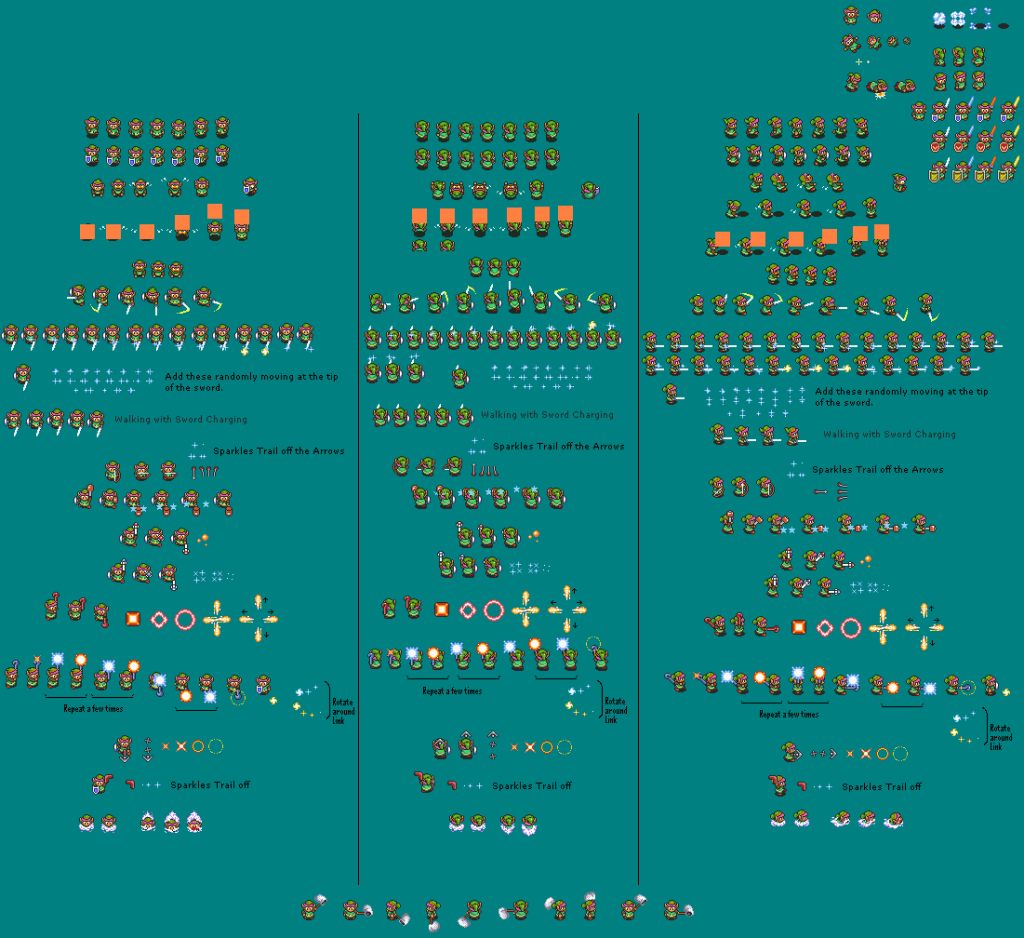 Add these randomly moving at the tip
of the sword.
Walking with Sword Charging
Sparkles Trail off the Arrows
Repeat a few times
Rotate
around
Link
Sparkles Trail off
Walking with Sword Charging
Sparkles Trail off the Arrows
Repeat a few times
Rotate
around
Link
Sparkles Trail off
Add these randomly moving at the tip
of the sword.
Walking with Sword Charging
Sparkles Trail off the Arrows
Repeat a few times
Rotate
around
Link
Sparkles Trail off